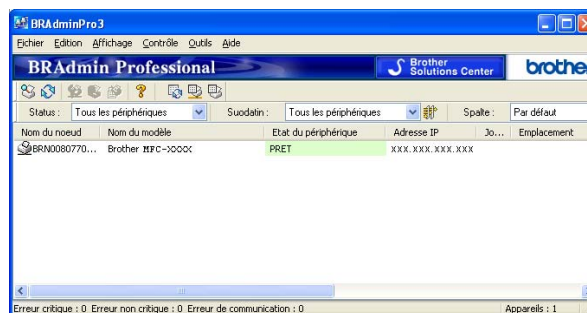 BRAdminPro3
Fichier Edition Affichage Contrôle Outils Aide
BRAdmin Professional Brother Solutions Center brother
Status : Tous les périphériques Suodatin : Tous les périphériques Spalte : Par défaut
Nom du noeud Nom du modèle Etat du périphérique Adresse IP Jo... Emplacement
BRN0080770... Brother MFC-XXXX PRET XXX.XXX.XXX.XXX
Erreur critique : 0 Erreur non critique : 0 Erreur de communication : 0 Appareils : 1